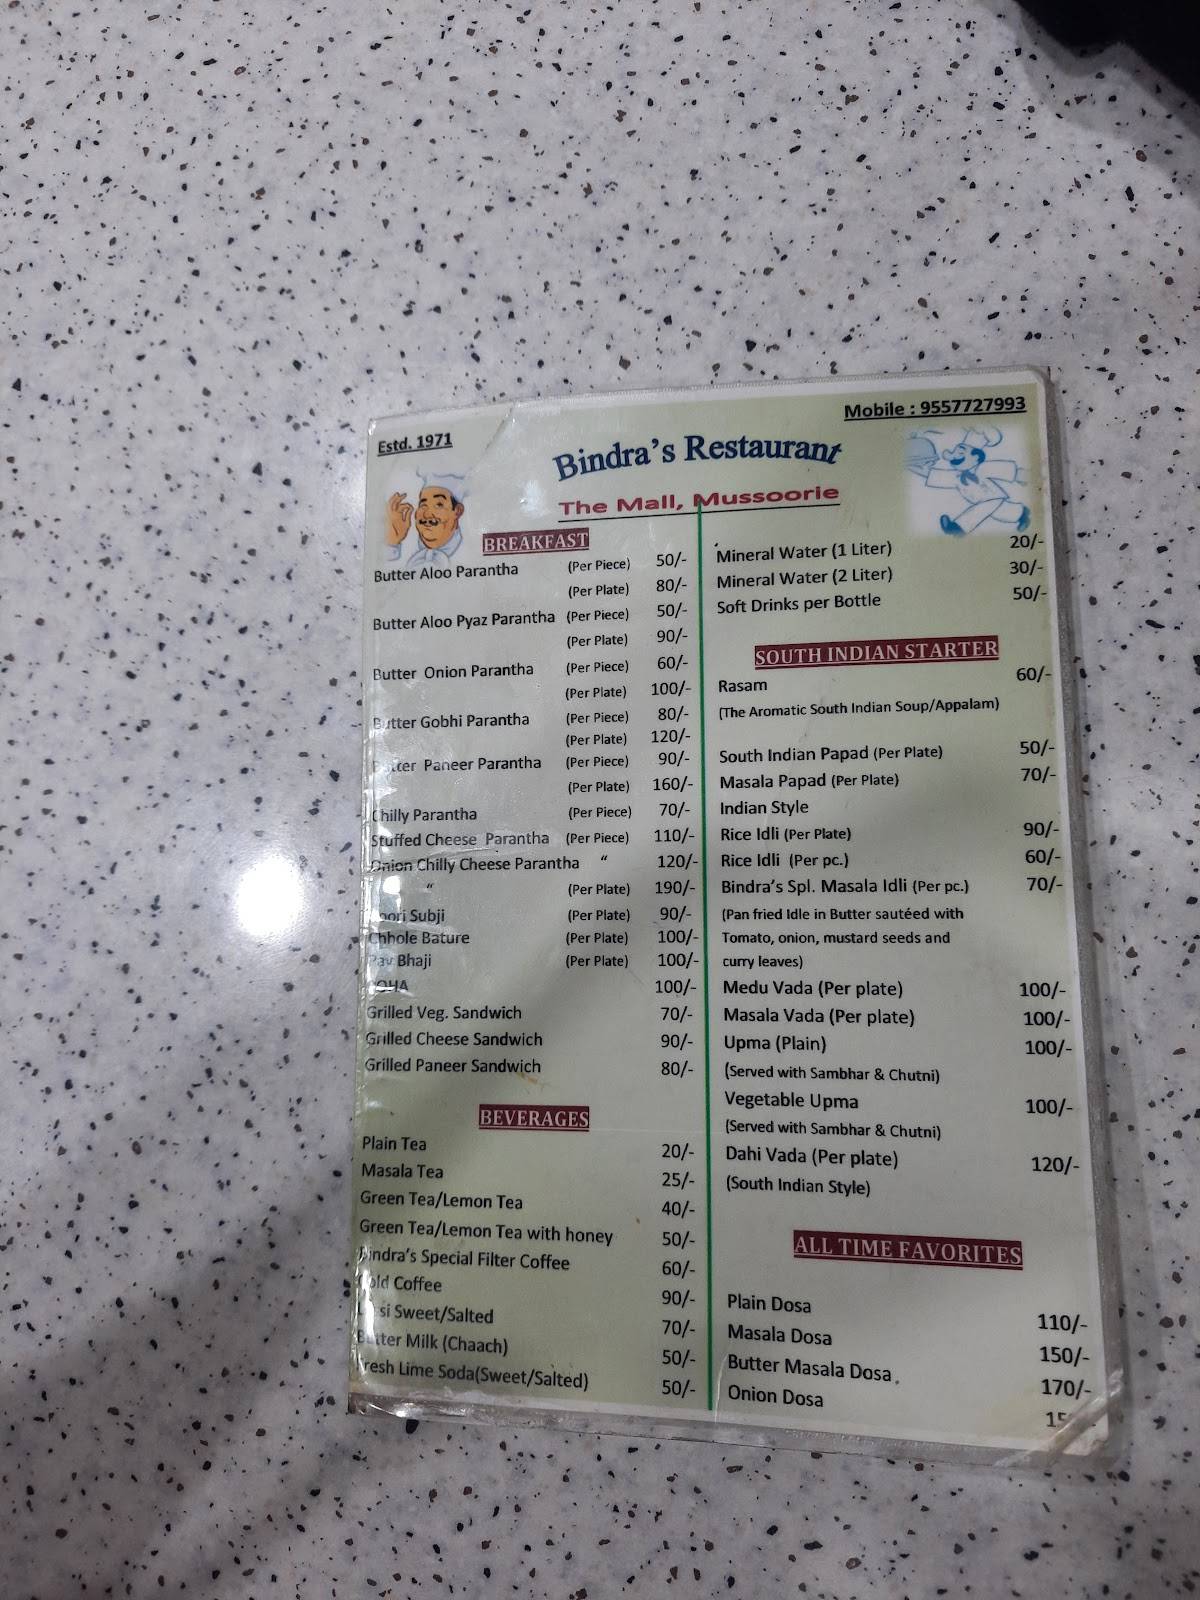 Estd. 1971
Mobile : 9557727993
Bindra's Restaurant
The Mall, Mussoorie
BREAKFAST
Butter Aloo Parantha (Per Piece) 50/-
(Per Plate) 80/-
Butter Aloo Pyaz Parantha (Per Piece) 50/-
(Per Plate) 90/-
Butter Onion Parantha (Per Piece) 60/-
(Per Plate) 100/-
Butter Gobhi Parantha (Per Piece) 80/-
(Per Plate) 120/-
Butter Paneer Parantha (Per Piece) 90/-
(Per Plate) 160/-
Chilly Parantha (Per Piece) 70/-
Stuffed Cheese Parantha (Per Piece) 110/-
Onion Chilly Cheese Parantha “ 120/-
“ (Per Plate) 190/-
Poori Subji (Per Plate) 90/-
Chhole Bature (Per Plate) 100/-
Pav Bhaji (Per Plate) 100/-
100/-
Grilled Veg. Sandwich 70/-
Grilled Cheese Sandwich 90/-
Grilled Paneer Sandwich 80/-
BEVERAGES
Plain Tea 20/-
Masala Tea 25/-
Green Tea/Lemon Tea 40/-
Green Tea/Lemon Tea with honey 50/-
Bindra's Special Filter Coffee 60/-
Cold Coffee 90/-
Lassi Sweet/Salted 70/-
Butter Milk (Chaach) 50/-
Fresh Lime Soda(Sweet/Salted) 50/-
Mineral Water (1 Liter) 20/-
Mineral Water (2 Liter) 30/-
Soft Drinks per Bottle 50/-
SOUTH INDIAN STARTER
Rasam 60/-
(The Aromatic South Indian Soup/Appalam)
South Indian Papad (Per Plate) 50/-
Masala Papad (Per Plate) 70/-
Indian Style
Rice Idli (Per Plate) 90/-
Rice Idli (Per pc.) 60/-
Bindra's Spl. Masala Idli (Per pc.) 70/-
(Pan fried Idle in Butter sautéed with
Tomato, onion, mustard seeds and
curry leaves)
Medu Vada (Per plate) 100/-
Masala Vada (Per plate) 100/-
Upma (Plain) 100/-
(Served with Sambhar & Chutni)
Vegetable Upma 100/-
(Served with Sambhar & Chutni)
Dahi Vada (Per plate) 120/-
(South Indian Style)
ALL TIME FAVORITES
Plain Dosa 110/-
Masala Dosa 150/-
Butter Masala Dosa 170/-
Onion Dosa